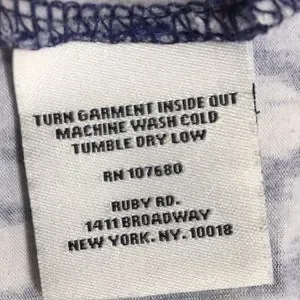 TURN GARMENT INSIDE OUT
MACHINE WASH COLD
TUMBLE DRY LOW
RN 107680
RUBY RD.
1411 BROADWAY
NEW YORK. NY. 10018